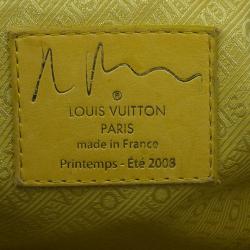 ®
LOUIS VUITTON
PARIS
made in France
Printemps - Été 2008